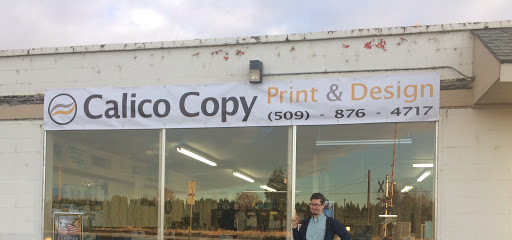 Calico Copy Print & Design
(509) - 876 - 4717